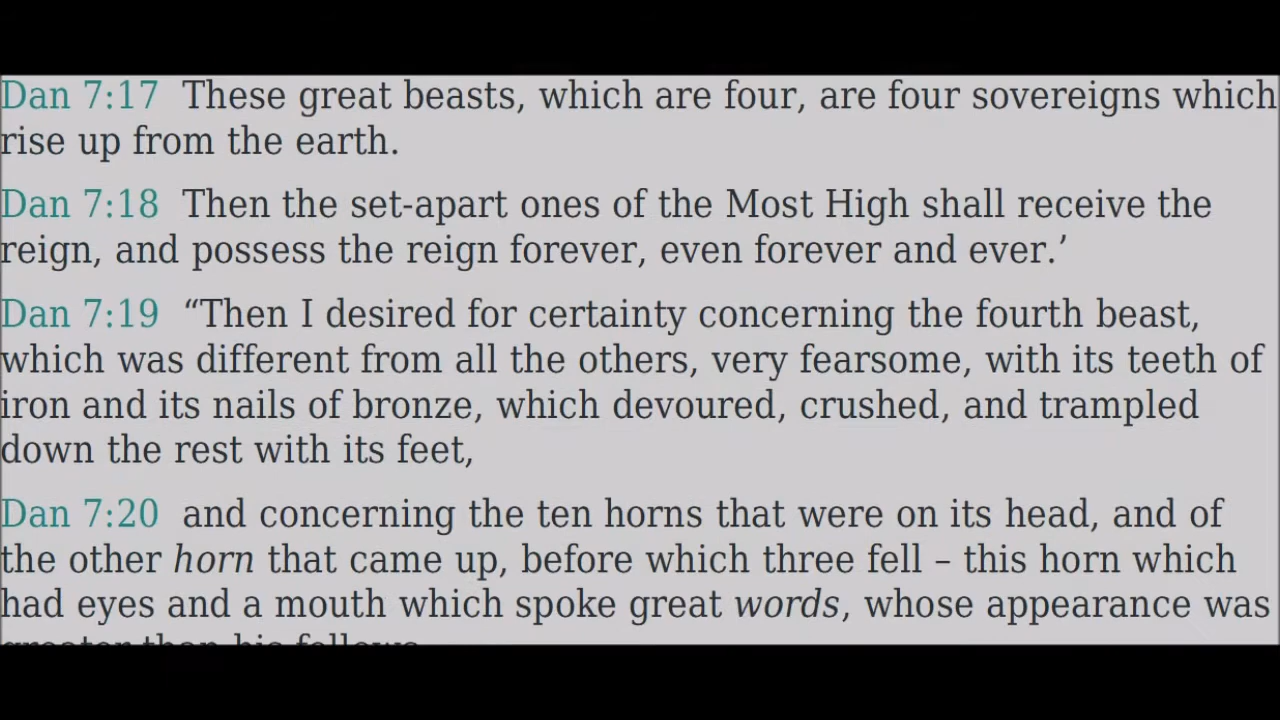 Dan 7:17 These great beasts, which are four, are four sovereigns which
rise up from the earth.
Dan 7:18 Then the set-apart ones of the Most High shall receive the
reign, and possess the reign forever, even forever and ever.’
Dan 7:19 “Then I desired for certainty concerning the fourth beast,
which was different from all the others, very fearsome, with its teeth of
iron and its nails of bronze, which devoured, crushed, and trampled
down the rest with its feet,
Dan 7:20 and concerning the ten horns that were on its head, and of
the other horn that came up, before which three fell – this horn which
had eyes and a mouth which spoke great words, whose appearance was
greater than his fellows